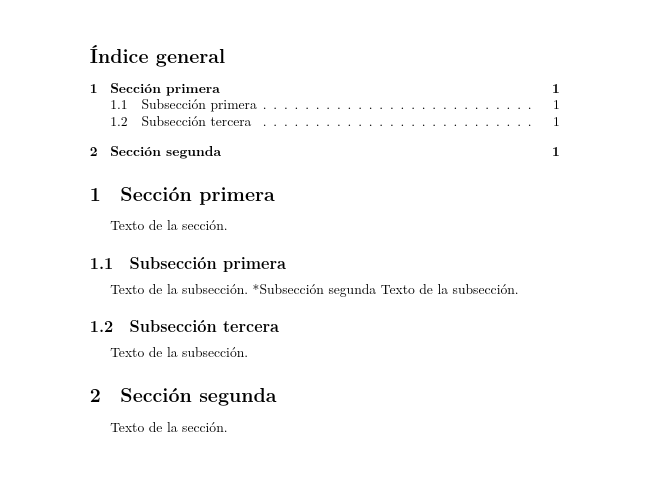 Índice general
1 Sección primera 1
1.1 Subsección primera . . . . . . . . . . . . . . . . . . . . . . . . . . 1
1.2 Subsección tercera . . . . . . . . . . . . . . . . . . . . . . . . . . 1
2 Sección segunda 1
1 Sección primera
Texto de la sección.
1.1 Subsección primera
Texto de la subsección. *Subsección segunda Texto de la subsección.
1.2 Subsección tercera
Texto de la subsección.
2 Sección segunda
Texto de la sección.